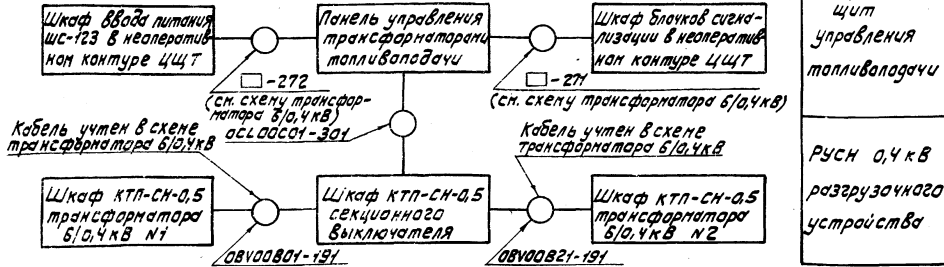 Шкаф ввода питания
ШС-123 в неоператив-
ном контуре ЦЩТ
Панель управления
трансформаторами
топливоподачи
Шкаф блочков сигна-
лизации в неоператив-
ном контуре ЦЩТ
Щит
управления
топливоподачи
-272
(см. схему трансфор-
матора 6/0,4кВ)
-271
(см. схему трансформатора 6/0,4кВ)
0CL00C01-301
Кабель учтен в схеме
трансформатора 6/0,4кВ
Кабель учтен в схеме
трансформатора 6/0,4кВ
Шкаф КТП-СН-0,5
трансформатора
6/0,4кВ N1
Шкаф КТП-СН-0,5
секционного
выключателя
Шкаф КТП-СН-0,5
трансформатора
6/0,4кВ N2
РУСН 0,4кВ
разгрузочного
устройства
0BV00B01-191
0BV00B21-191